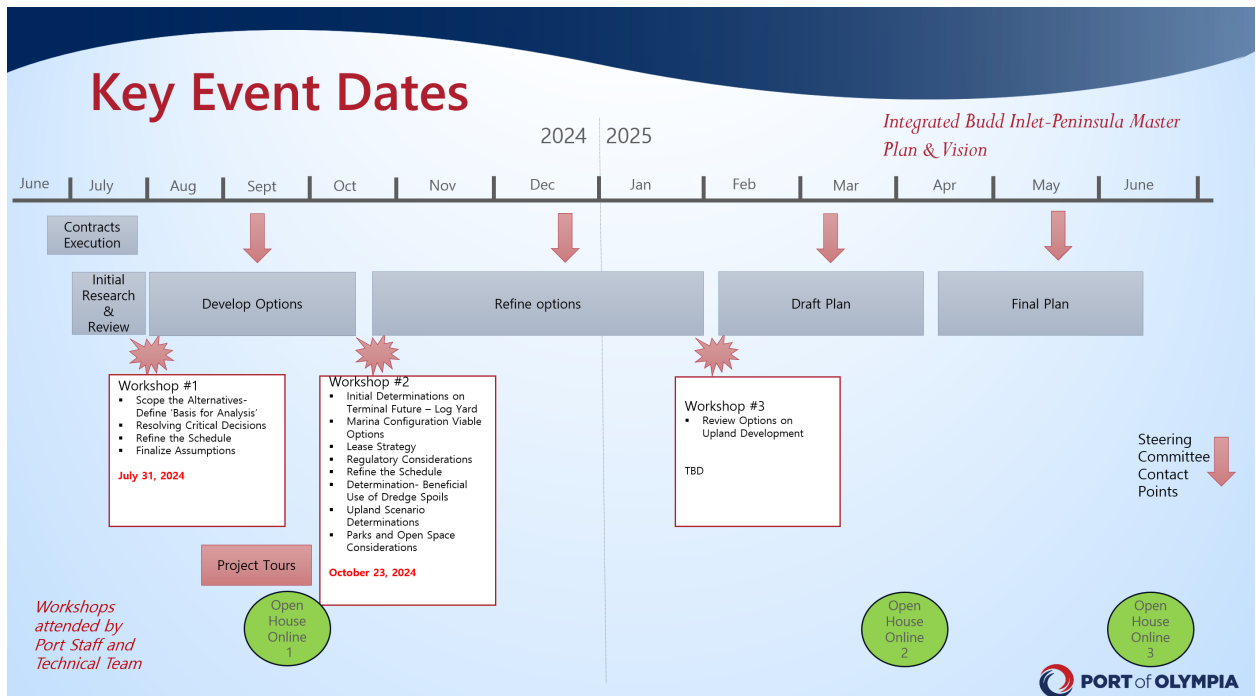 Key Event Dates
Integrated Budd Inlet-Peninsula Master
Plan & Vision
2024 2025
June July Aug Sept Oct Nov Dec Jan Feb Mar Apr May June
Contracts
Execution
Initial
Research
&
Review
Develop Options
Refine options
Draft Plan
Final Plan
Workshop #1
▪ Scope the Alternatives-
Define ‘Basis for Analysis’
▪ Resolving Critical Decisions
▪ Refine the Schedule
▪ Finalize Assumptions
July 31, 2024
Workshop #2
▪ Initial Determinations on
Terminal Future – Log Yard
▪ Marina Configuration Viable
Options
▪ Lease Strategy
▪ Regulatory Considerations
▪ Refine the Schedule
▪ Determination- Beneficial
Use of Dredge Spoils
▪ Upland Scenario
Determinations
▪ Parks and Open Space
Considerations
October 23, 2024
Workshop #3
▪ Review Options on
Upland Development
TBD
Steering
Committee
Contact
Points
Project Tours
Workshops
attended by
Port Staff and
Technical Team
Open
House
Online
1
Open
House
Online
2
Open
House
Online
3
PORT of OLYMPIA